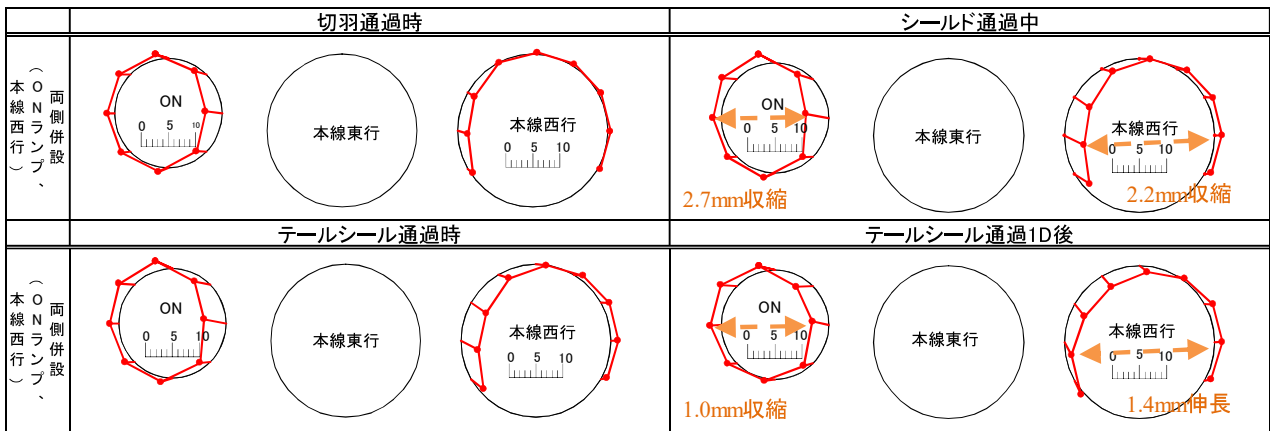 切羽通過時
シールド通過中
両側併設
（ONランプ、
本線西行）
ON
0 5 10
本線東行
本線西行
0 5 10
ON
0 5 10
2.7mm収縮
本線東行
本線西行
0 5 10
2.2mm収縮
テールシール通過時
テールシール通過1D後
両側併設
（ONランプ、
本線西行）
ON
0 5 10
本線東行
本線西行
0 5 10
ON
0 5 10
1.0mm収縮
本線東行
本線西行
0 5 10
1.4mm伸長